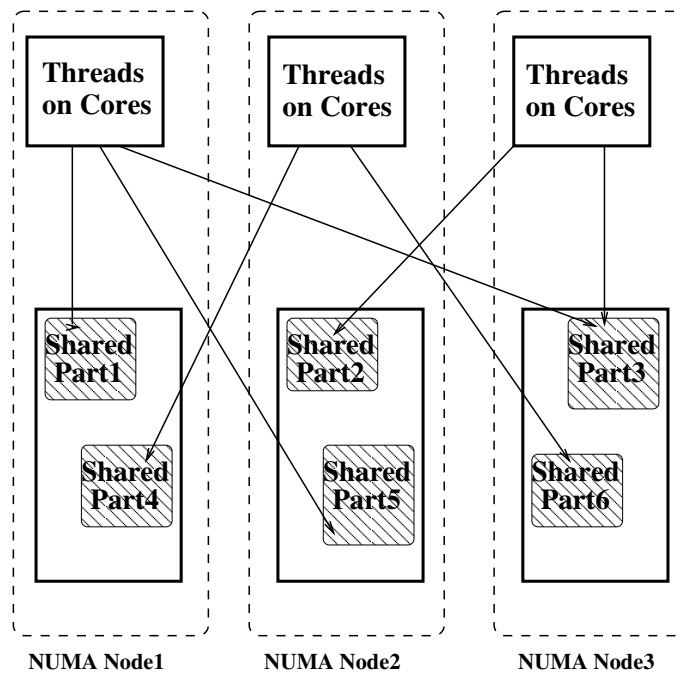 Threads
on Cores
Threads
on Cores
Threads
on Cores
Shared
Part1
Shared
Part2
Shared
Part3
Shared
Part4
Shared
Part5
Shared
Part6
NUMA Node1
NUMA Node2
NUMA Node3